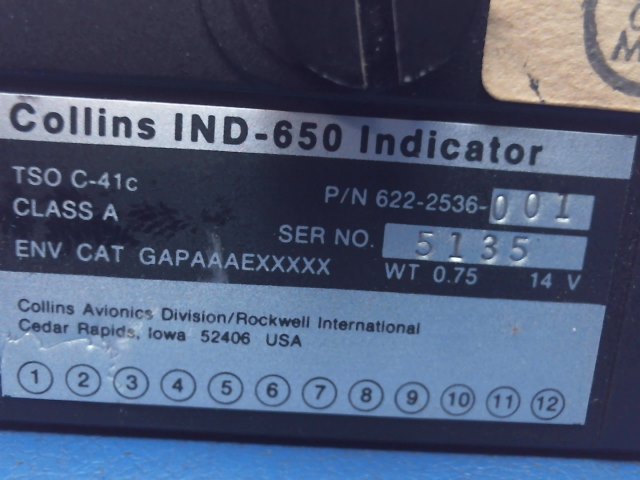 Collins IND-650 Indicator
TSO C-41c
P/N 622-2536-001
CLASS A
SER NO. 5135
ENV CAT GAPAAAEXXXXX
WT 0.75 14 V
Collins Avionics Division/Rockwell International
Cedar Rapids, Iowa 52406 USA
1 2 3 4 5 6 7 8 9 10 11 12